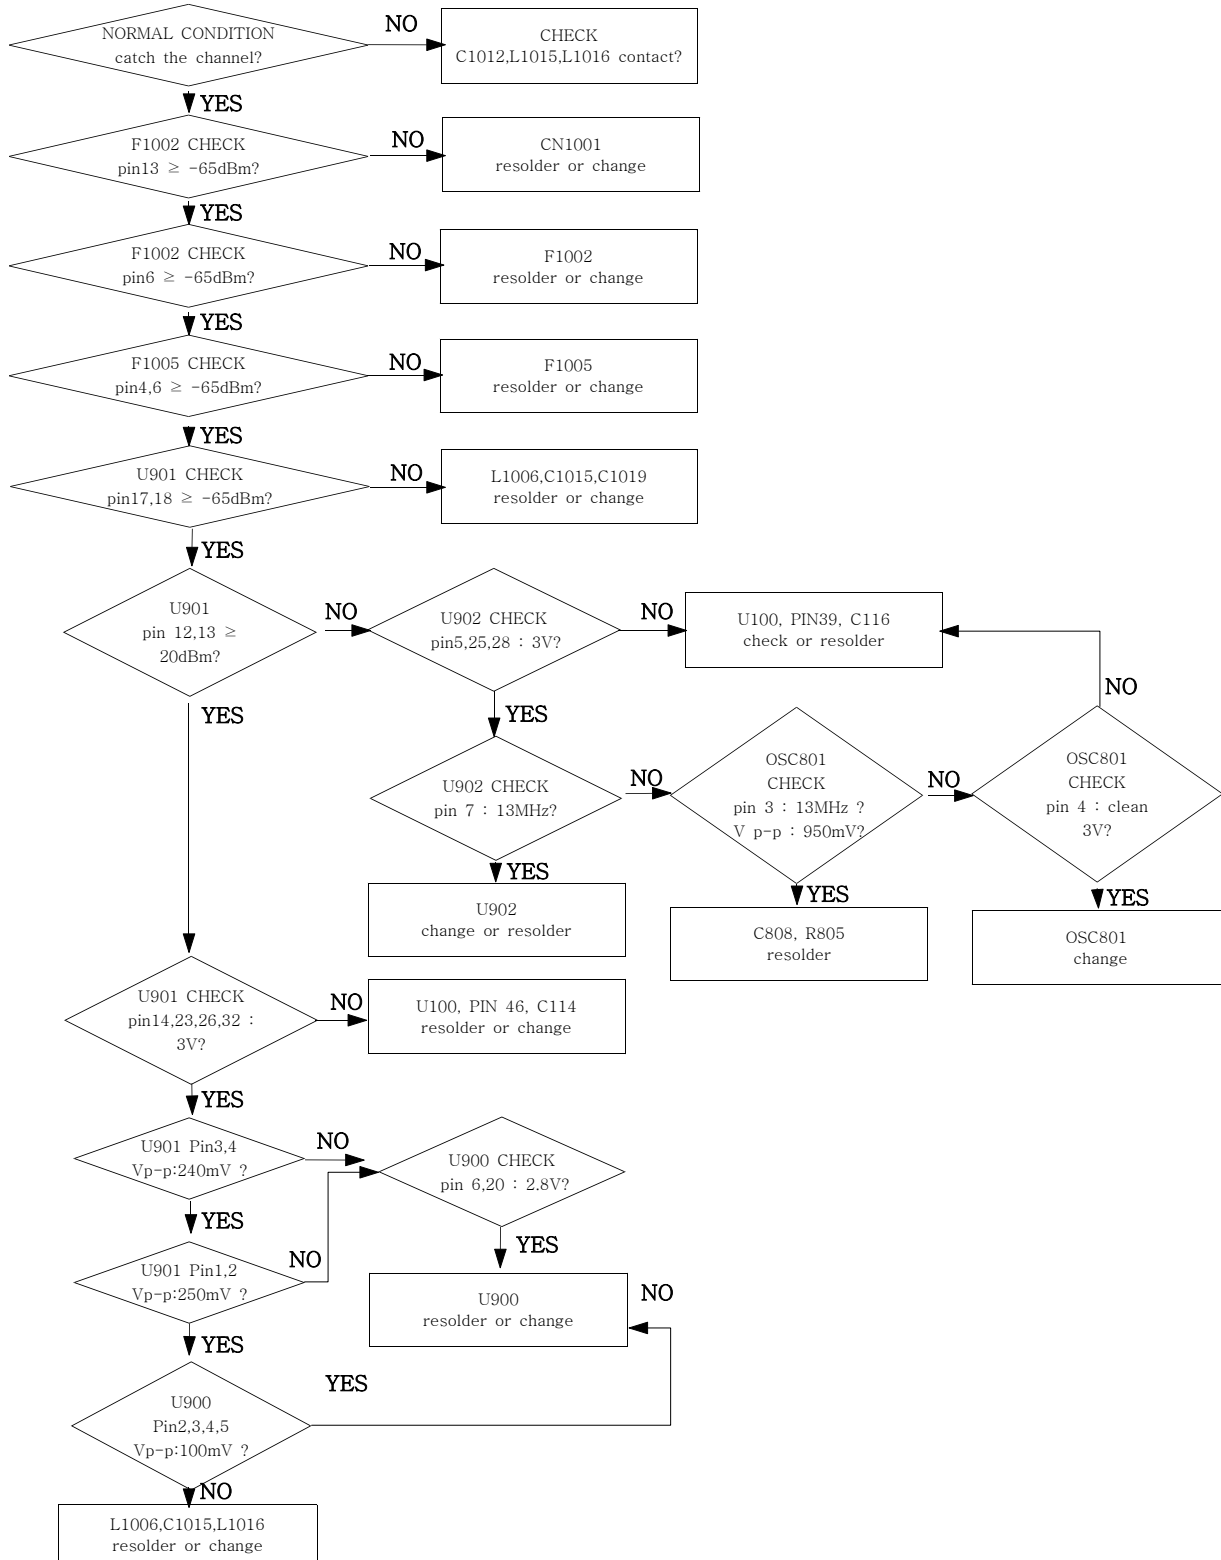 NORMAL CONDITION
catch the channel?
NO
CHECK
C1012,L1015,L1016 contact?
YES
F1002 CHECK
pin13 ≥ -65dBm?
NO
CN1001
resolder or change
YES
F1002 CHECK
pin6 ≥ -65dBm?
NO
F1002
resolder or change
YES
F1005 CHECK
pin4,6 ≥ -65dBm?
NO
F1005
resolder or change
YES
U901 CHECK
pin17,18 ≥ -65dBm?
NO
L1006,C1015,C1019
resolder or change
YES
U901
pin 12,13 ≥
20dBm?
NO
U902 CHECK
pin5,25,28 : 3V?
NO
U100, PIN39, C116
check or resolder
NO
YES
YES
U902 CHECK
pin 7 : 13MHz?
NO
OSC801
CHECK
pin 3 : 13MHz ?
V p-p : 950mV?
NO
OSC801
CHECK
pin 4 : clean
3V?
YES
U902
change or resolder
YES
C808, R805
resolder
YES
OSC801
change
U901 CHECK
pin14,23,26,32 :
3V?
NO
U100, PIN 46, C114
resolder or change
YES
U901 Pin3,4
Vp-p:240mV ?
NO
U900 CHECK
pin 6,20 : 2.8V?
YES
YES
U901 Pin1,2
Vp-p:250mV ?
NO
U900
resolder or change
NO
YES
U900
Pin2,3,4,5
Vp-p:100mV ?
YES
NO
L1006,C1015,L1016
resolder or change